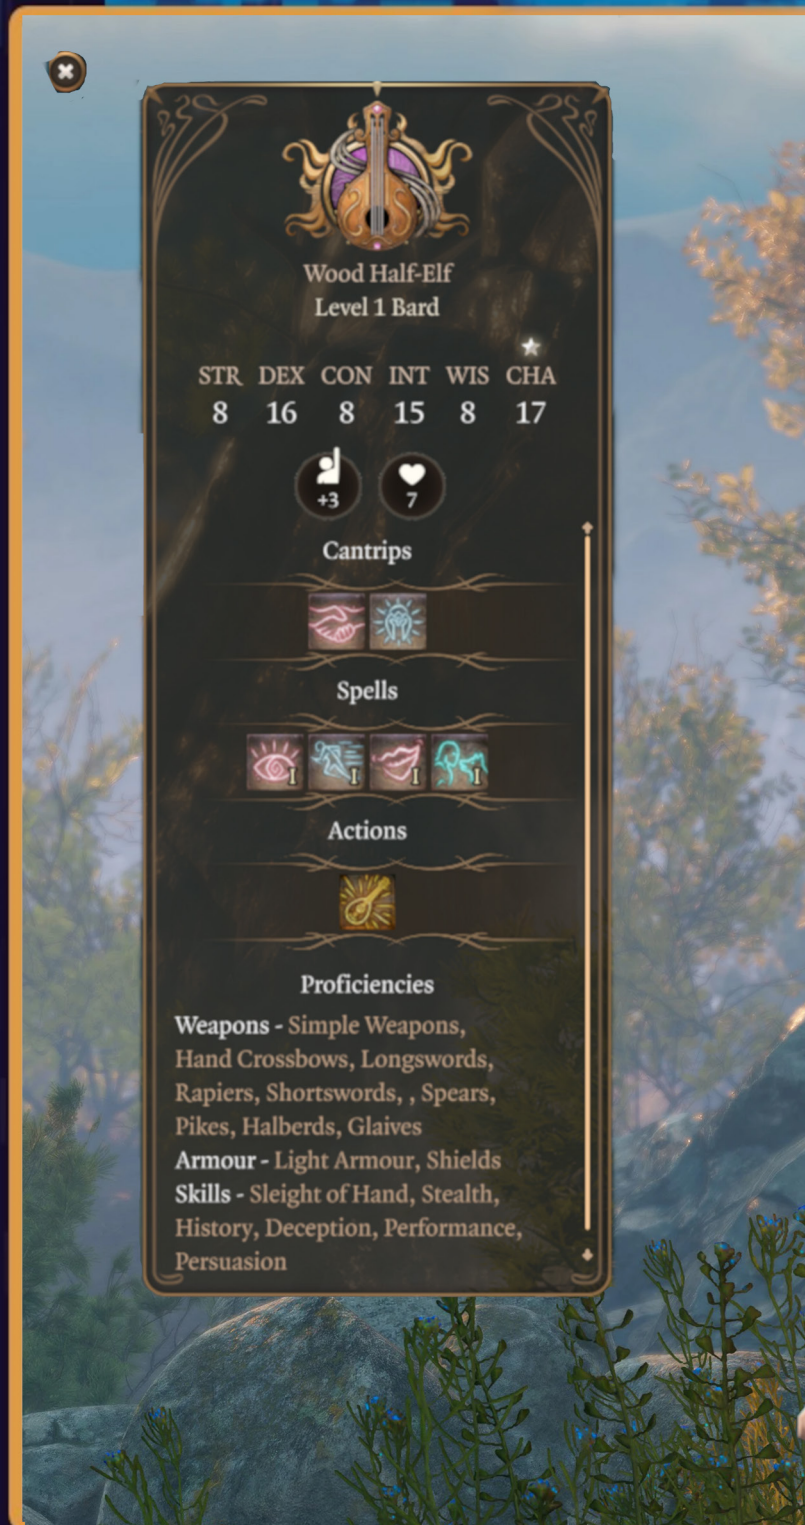 Wood Half-Elf
Level 1 Bard
STR DEX CON INT WIS CHA
8 16 8 15 8 17
+3 7
Cantrips
Spells
I I I I
Actions
Proficiencies
Weapons - Simple Weapons,
Hand Crossbows, Longswords,
Rapiers, Shortswords, , Spears,
Pikes, Halberds, Glaives
Armour - Light Armour, Shields
Skills - Sleight of Hand, Stealth,
History, Deception, Performance,
Persuasion